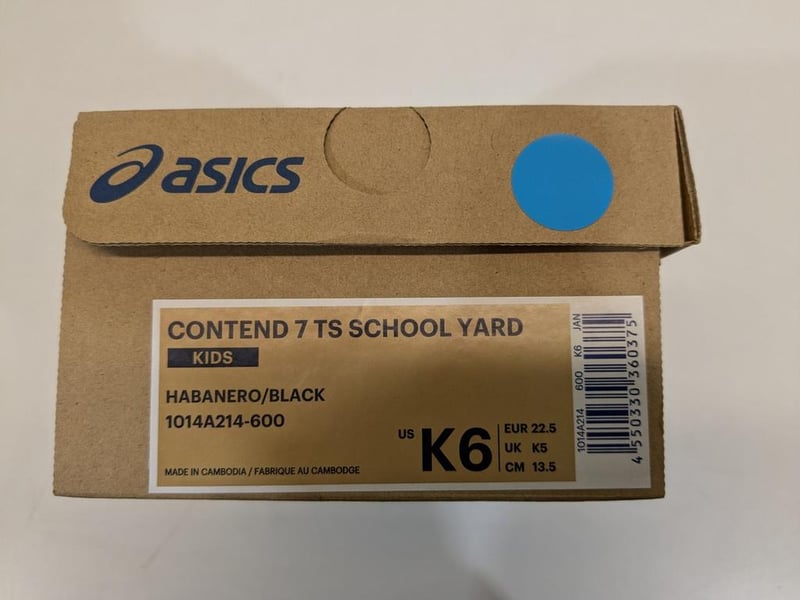 asics
CONTEND 7 TS SCHOOL YARD
KIDS
HABANERO/BLACK
1014A214-600
MADE IN CAMBODIA / FABRIQUE AU CAMBODGE
US K6
EUR 22.5
UK K5
CM 13.5
1014A214 600 K6 JAN
4 550330 360375